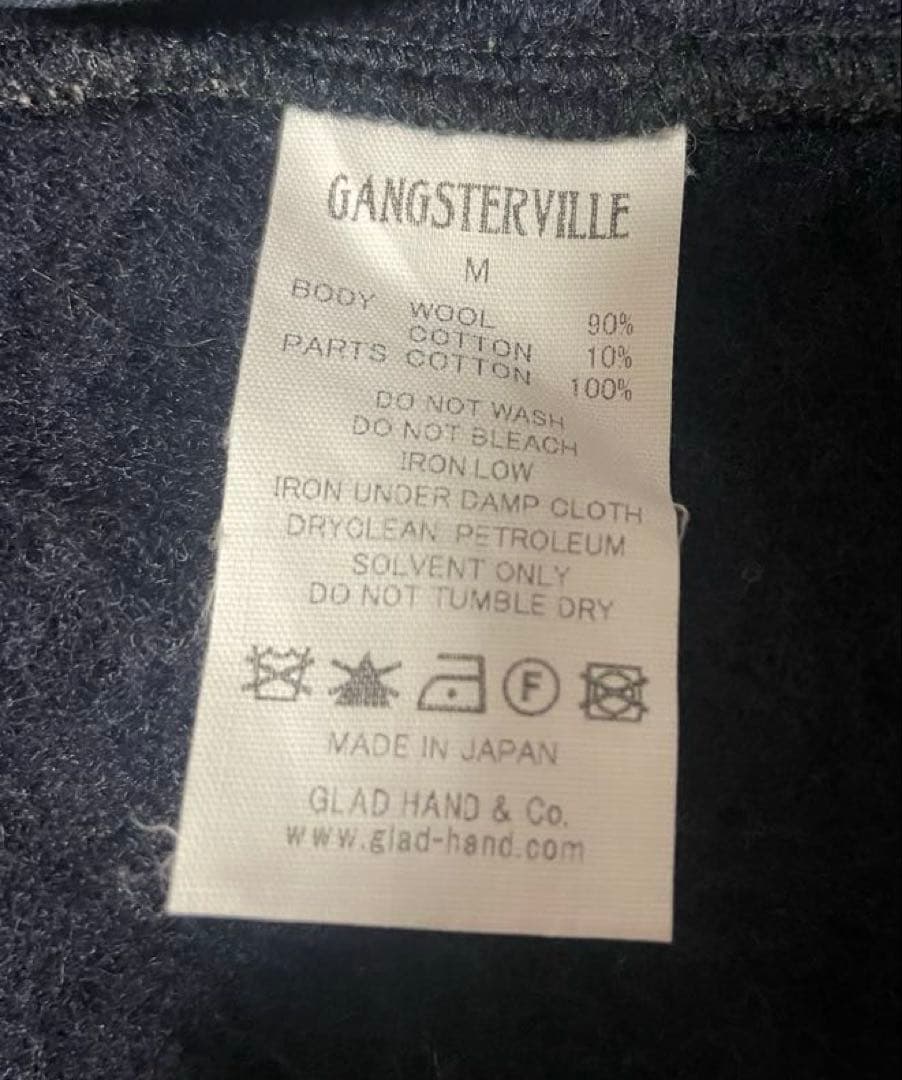 GANGSTERVILLE
M
BODY WOOL 90%
COTTON 10%
PARTS COTTON 100%
DO NOT WASH
DO NOT BLEACH
IRON LOW
IRON UNDER DAMP CLOTH
DRYCLEAN PETROLEUM
SOLVENT ONLY
DO NOT TUMBLE DRY
F
MADE IN JAPAN
GLAD HAND & Co.
www.glad-hand.com